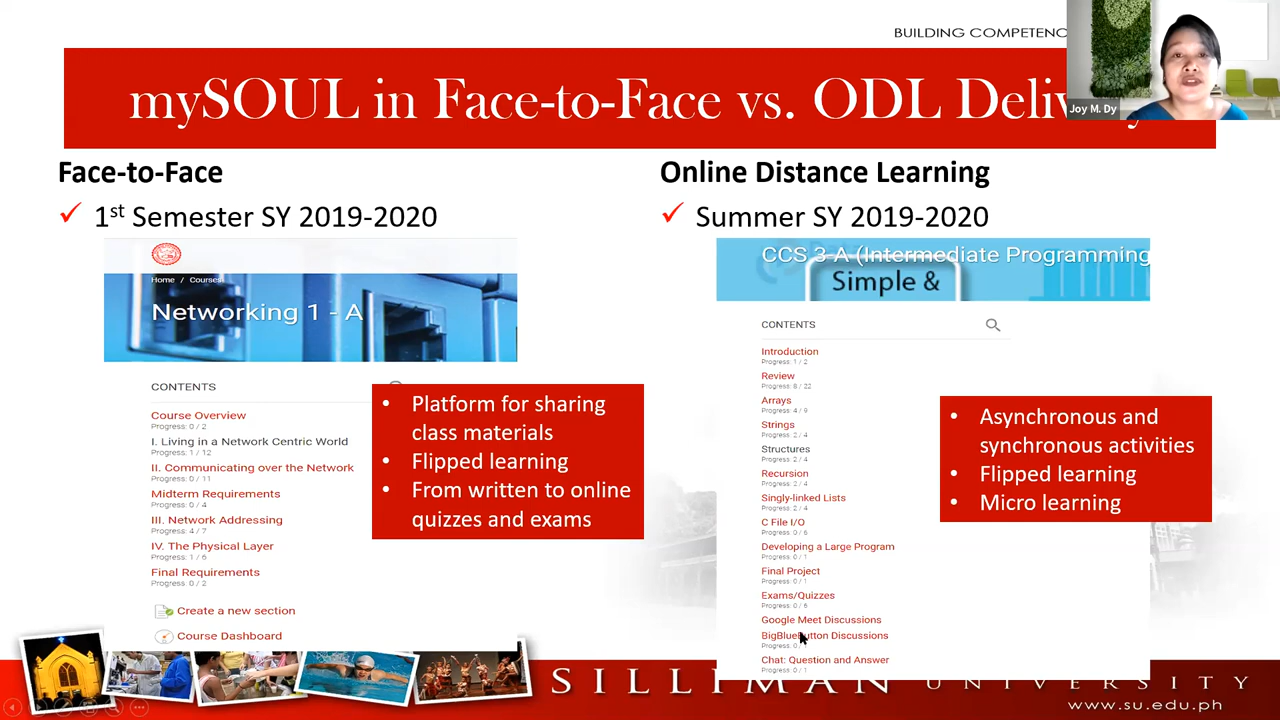 BUILDING COMPETENC
mySOUL in Face-to-Face vs. ODL Deliv
Joy M. Dy
Face-to-Face
✓ 1st Semester SY 2019-2020
Home / Courses
Networking 1 - A
CONTENTS
Course Overview
Progress: 0 / 2
I. Living in a Network Centric World
Progress: 1 / 12
II. Communicating over the Network
Progress: 0 / 11
Midterm Requirements
Progress: 0 / 4
III. Network Addressing
Progress: 4 / 7
IV. The Physical Layer
Progress: 1 / 6
Final Requirements
Progress: 0 / 2
Create a new section
Course Dashboard
• Platform for sharing
class materials
• Flipped learning
• From written to online
quizzes and exams
Online Distance Learning
✓ Summer SY 2019-2020
CCS 3-A (Intermediate Programming
Simple &
CONTENTS
Introduction
Progress: 1 / 2
Review
Progress: 8 / 22
Arrays
Progress: 4 / 9
Strings
Progress: 2 / 4
Structures
Progress: 2 / 4
Recursion
Progress: 2 / 4
Singly-linked Lists
Progress: 2 / 4
C File I/O
Progress: 0 / 6
Developing a Large Program
Progress: 0 / 1
Final Project
Progress: 0 / 1
Exams/Quizzes
Progress: 0 / 6
Google Meet Discussions
BigBlueButton Discussions
Progress: 0 /
Chat: Question and Answer
Progress: 0 / 1
• Asynchronous and
synchronous activities
• Flipped learning
• Micro learning
SILLIMAN UNIVERSITY
www.su.edu.ph